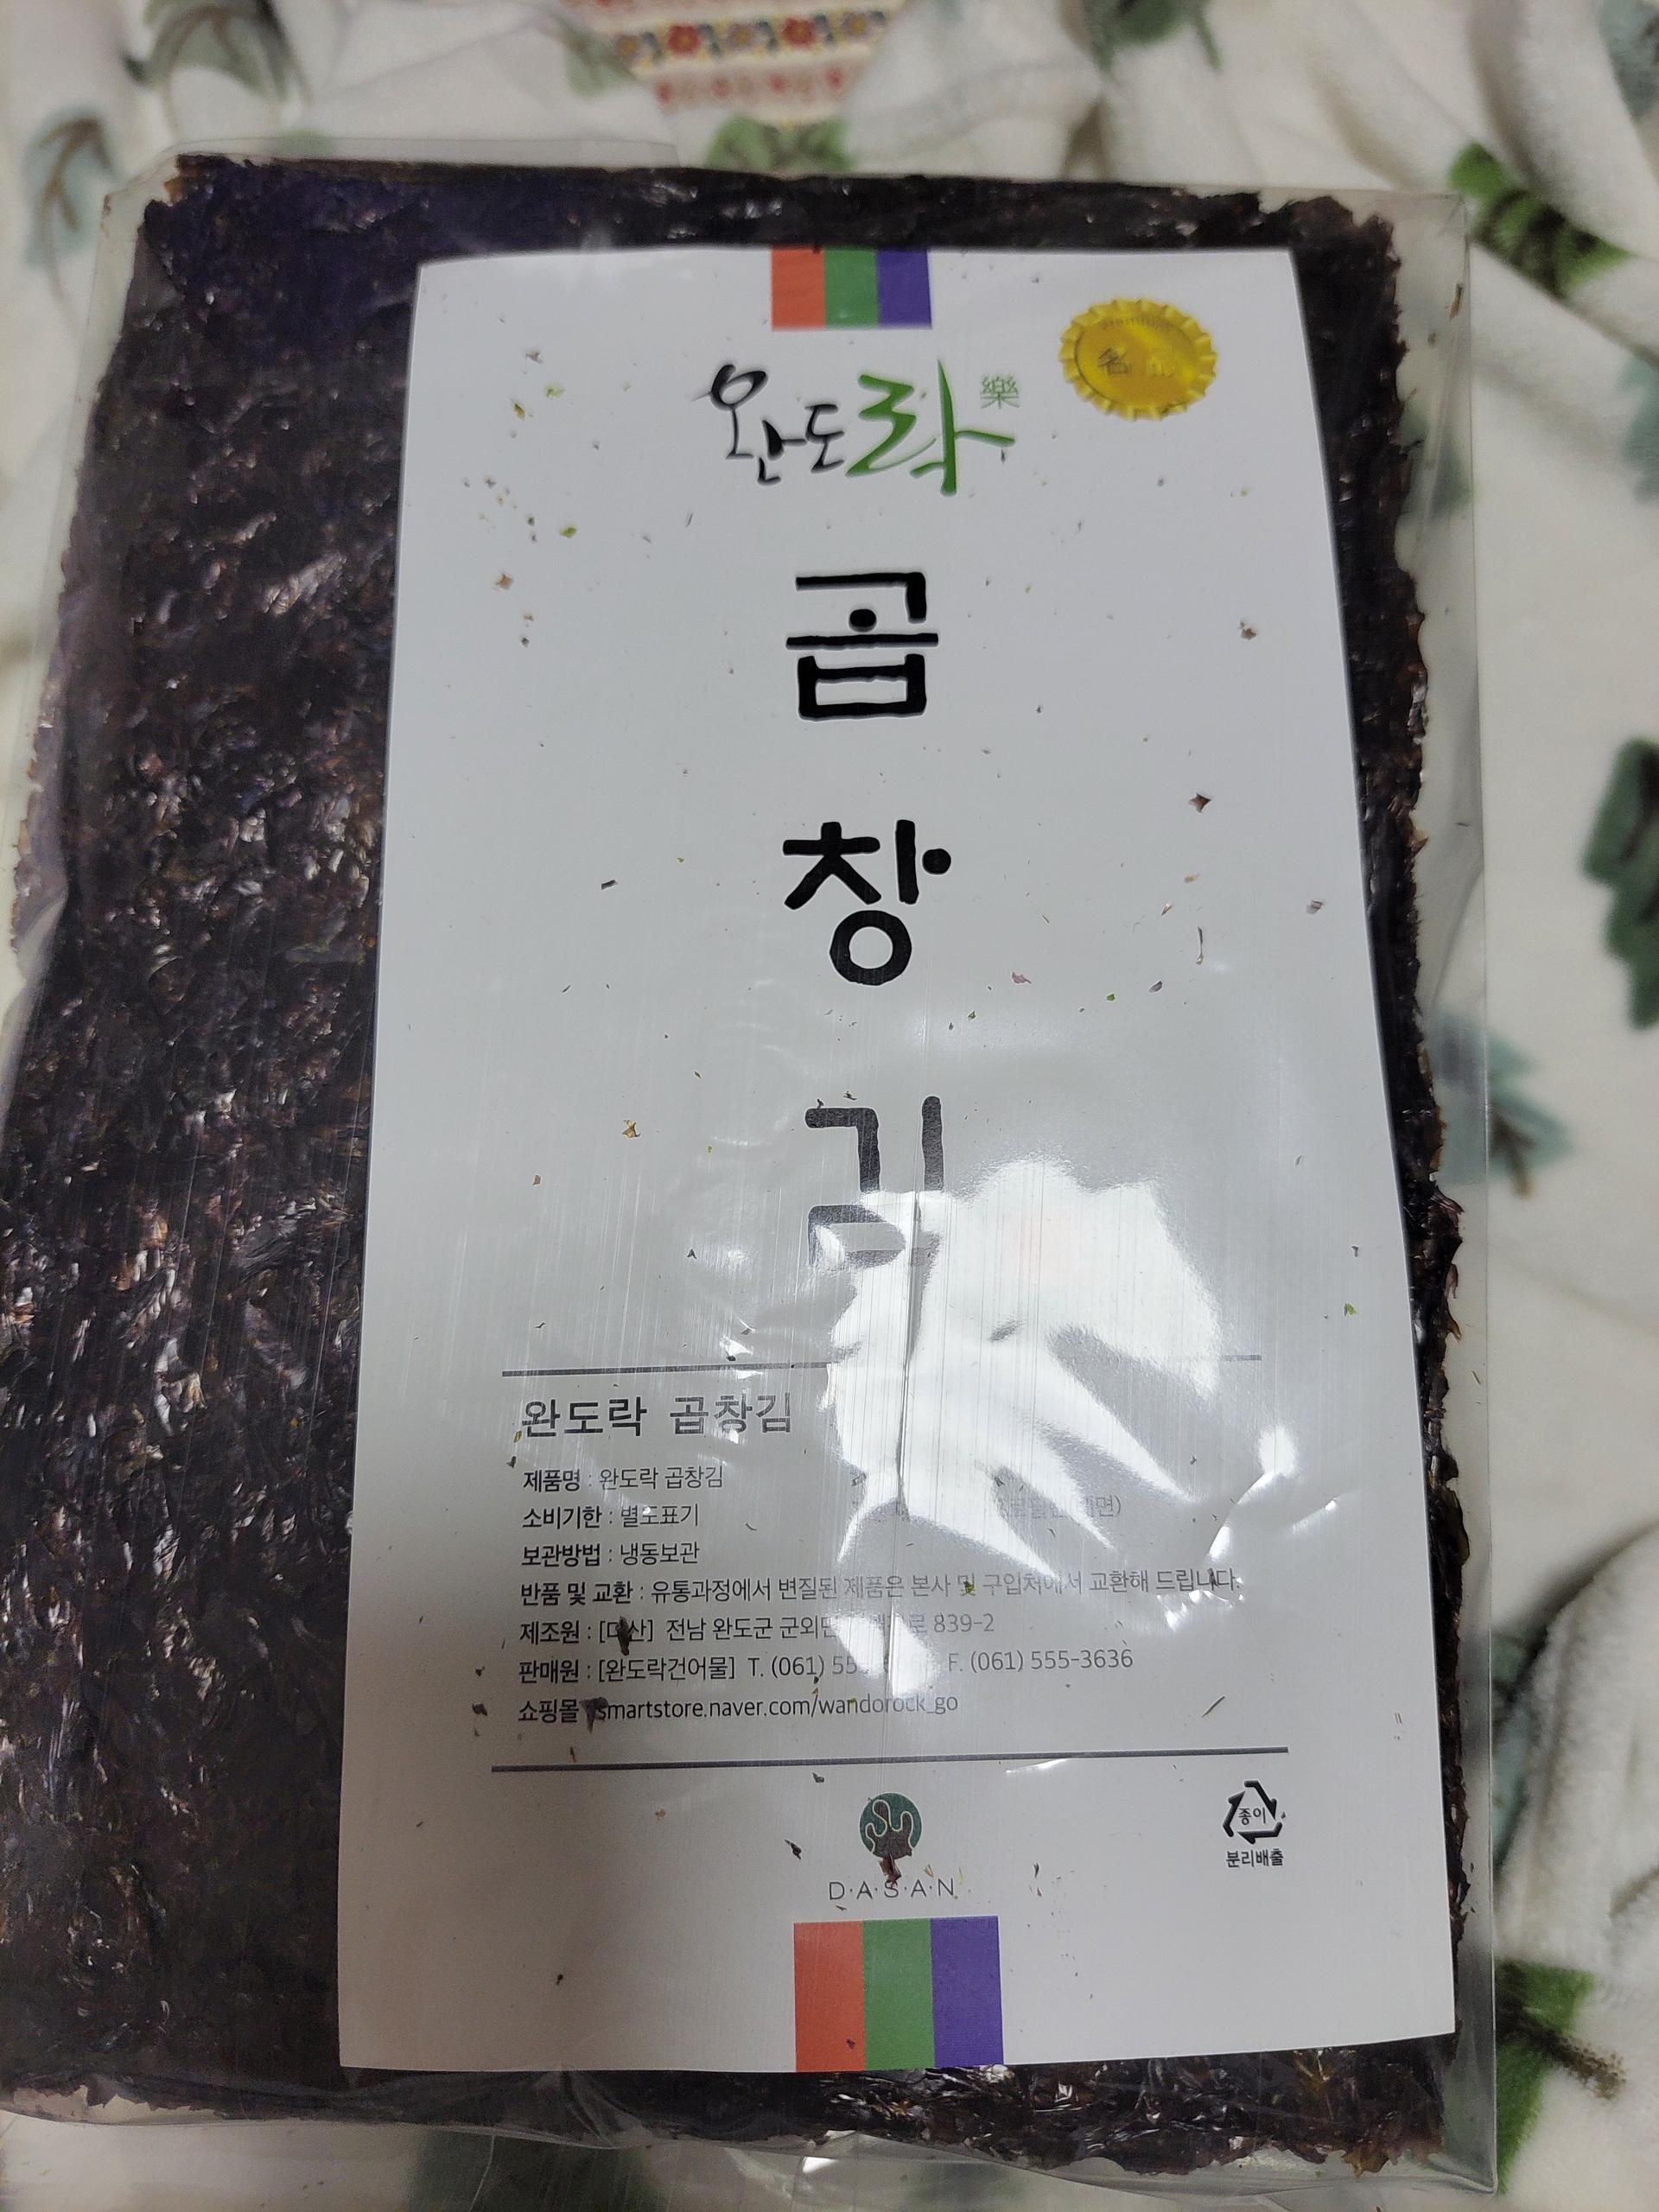 완도락 樂
名
곱
창
김
완도락 곱창김
제품명 : 완도락 곱창김
소비기한 : 별도표기
보관방법 : 냉동보관
반품 및 교환 : 유통과정에서 변질된 제품은 본사 및 구입처에서 교환해 드립니다.
제조원 : [다산] 전남 완도군 군외면 839-2
판매원 : [완도락건어물] T. (061) F. (061) 555-3636
쇼핑몰 : smartstore.naver.com/wandorock_go
종이
분리배출
D·A·S·A·N